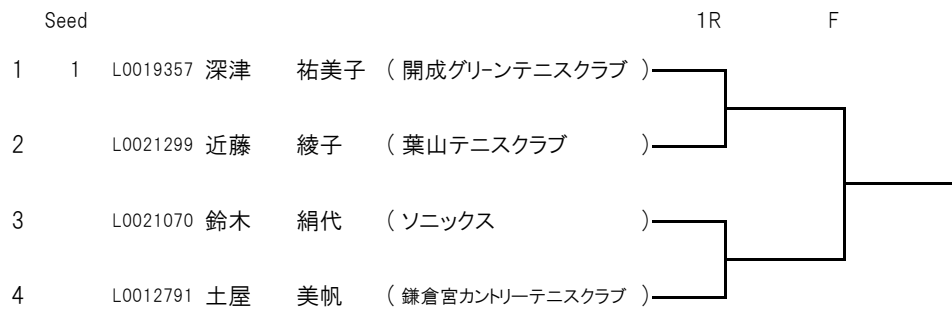 Seed 1R F
1 1 L0019357 深津 祐美子 ( 開成グリーンテニスクラブ )
2 L0021299 近藤 綾子 ( 葉山テニスクラブ )
3 L0021070 鈴木 絹代 ( ソニックス )
4 L0012791 土屋 美帆 ( 鎌倉宮カントリーテニスクラブ )